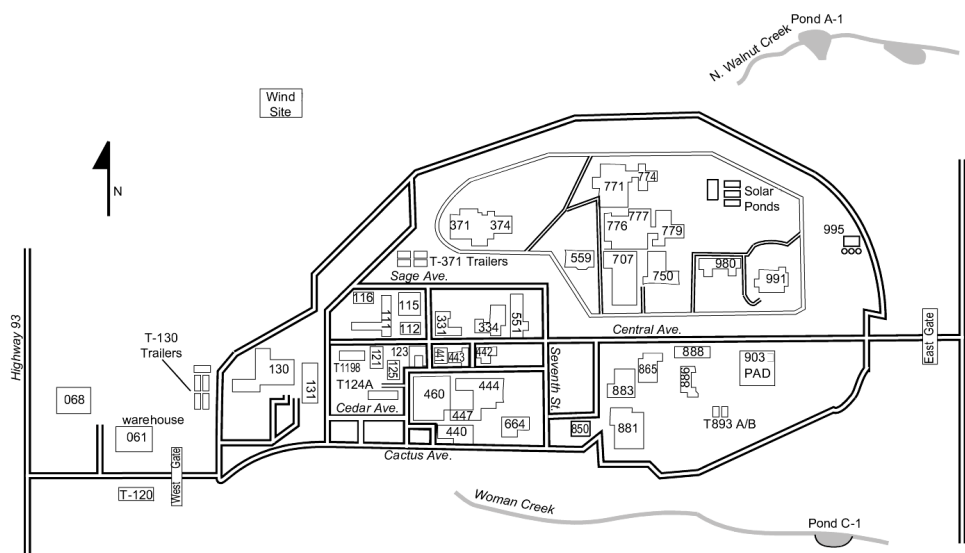 Pond A-1
N. Walnut Creek
Wind
Site
N
774
771
Solar
Ponds
777
776
779
371
374
995
559
707
750
980
991
T-371 Trailers
Sage Ave.
116
115
111
112
331
334
551
Central Ave.
East Gate
Highway 93
T-130
Trailers
123
441
443
442
121
125
T1198
T124A
Seventh St.
888
903
PAD
865
886
883
130
131
460
444
447
Cedar Ave.
068
warehouse
061
664
440
850
881
T893 A/B
Cactus Ave.
West Gate
T-120
Woman Creek
Pond C-1